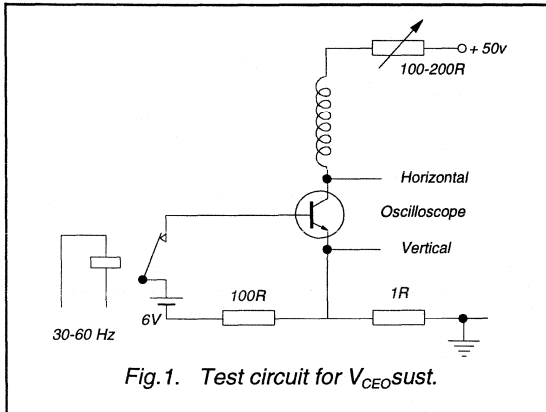 + 50v
100-200R
Horizontal
Oscilloscope
Vertical
100R
1R
6V
30-60 Hz
Fig.1. Test circuit for VCEOsust.